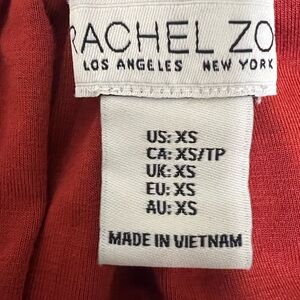 RACHEL ZO
LOS ANGELES NEW YORK
US: XS
CA: XS/TP
UK: XS
EU: XS
AU: XS
MADE IN VIETNAM